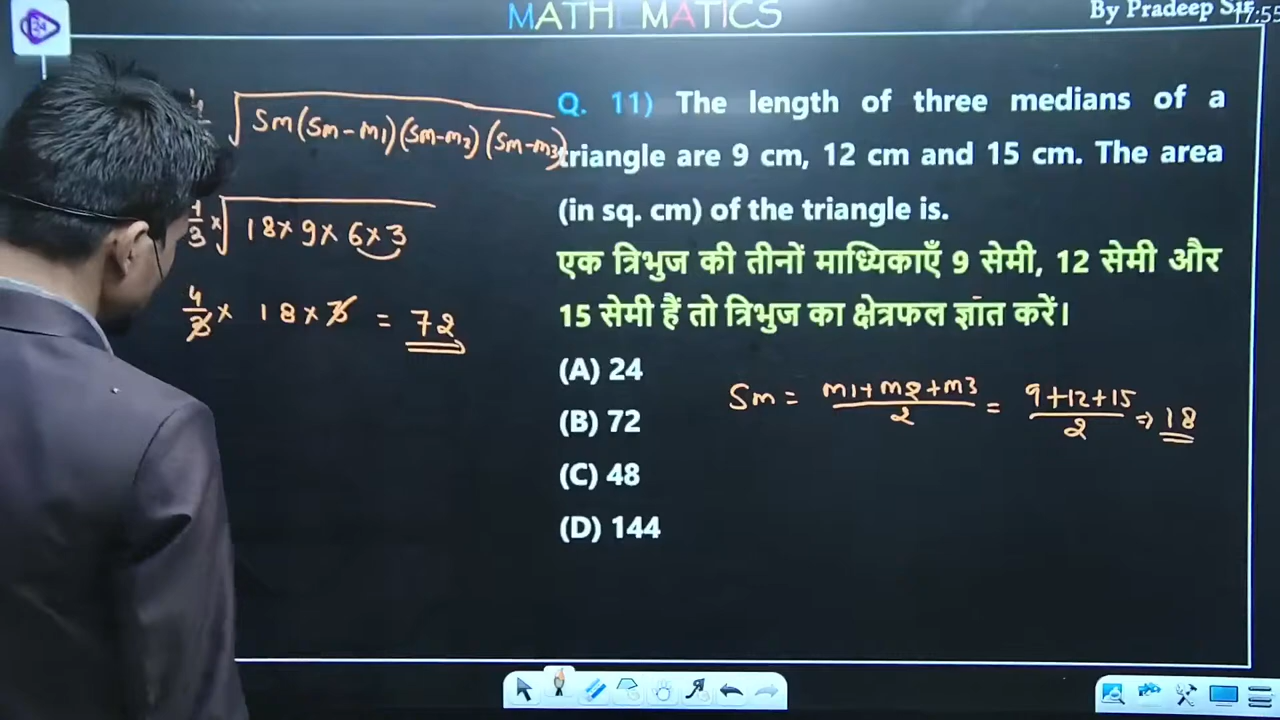 MATHEMATICS
By Pradeep Sir
17:55
√Sm(Sm-m1)(Sm-m2)(Sm-m3)
4/3 × √18×9×6×3
4/3 × 18×3 = 72
Q. 11) The length of three medians of a
triangle are 9 cm, 12 cm and 15 cm. The area
(in sq. cm) of the triangle is.
एक त्रिभुज की तीनों माध्यिकाएँ 9 सेमी, 12 सेमी और
15 सेमी हैं तो त्रिभुज का क्षेत्रफल ज्ञात करें।
(A) 24
(B) 72
(C) 48
(D) 144
Sm = m1+m2+m3/2 = 9+12+15/2 ⇒ 18